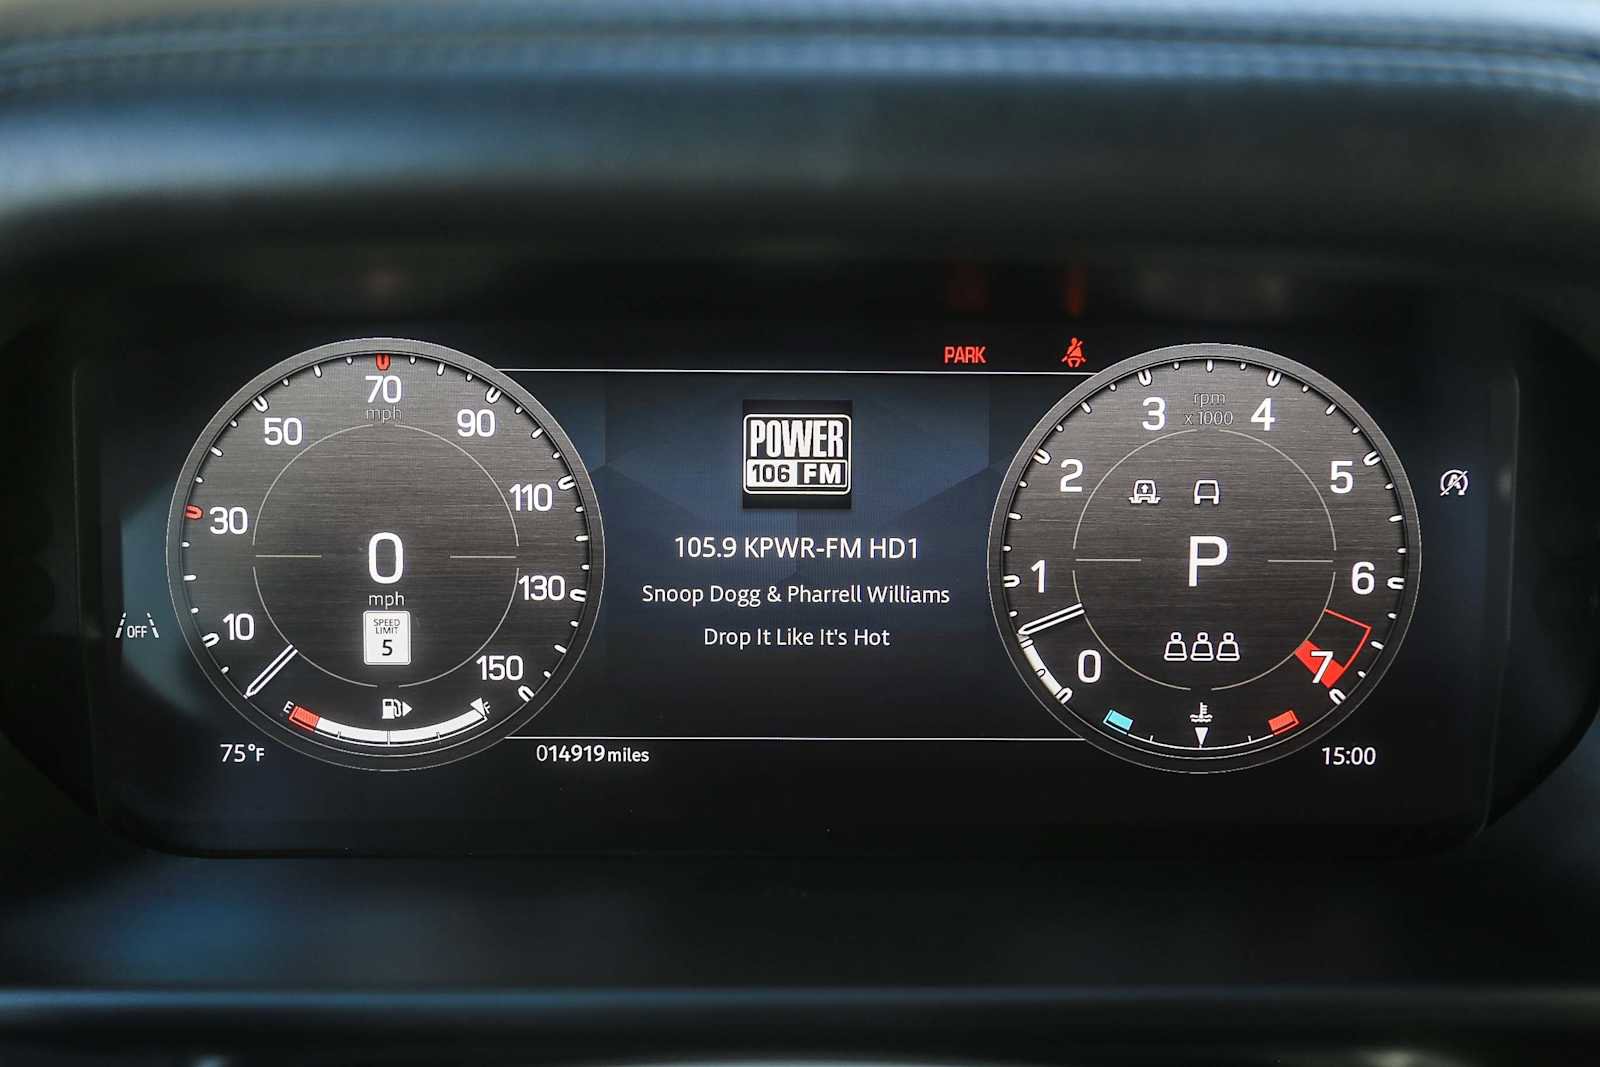 PARK
70
mph
50
90
30
110
0
mph
SPEED
LIMIT
5
10
130
150
E
F
75°F
014919 miles
OFF
POWER
106 FM
105.9 KPWR-FM HD1
Snoop Dogg & Pharrell Williams
Drop It Like It's Hot
rpm
x 1000
3
4
2
5
1
P
6
0
7
15:00
A